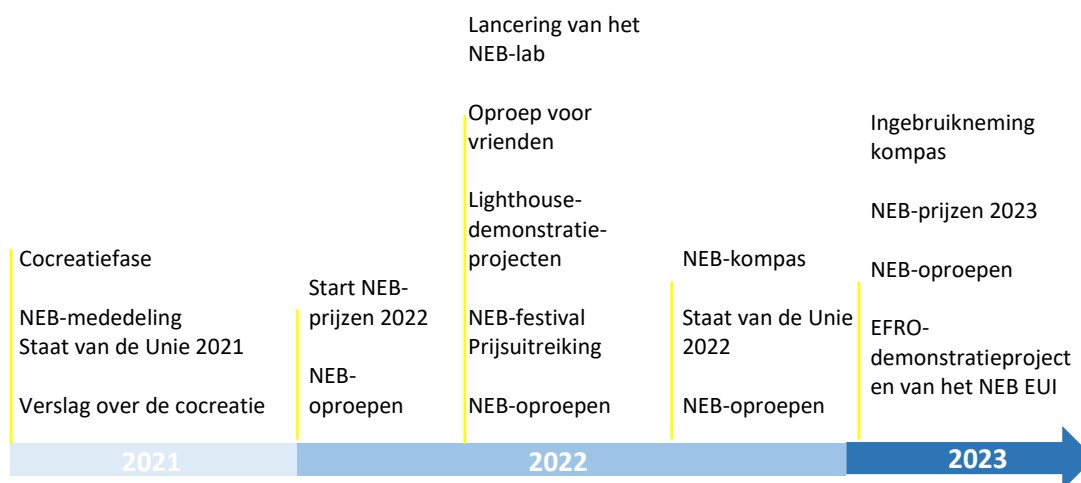 Cocreatiefase
NEB-mededeling
Staat van de Unie 2021
Verslag over de cocreatie
Start NEB-
prijzen 2022
NEB-
oproepen
Lancering van het
NEB-lab
Oproep voor
vrienden
Lighthouse-
demonstratie-
projecten
NEB-festival
Prijsuitreiking
NEB-oproepen
NEB-kompas
Staat van de Unie
2022
NEB-oproepen
Ingebruikneming
kompas
NEB-prijzen 2023
NEB-oproepen
EFRO-
demonstratieproject
en van het NEB EUI
2021
2022
2023